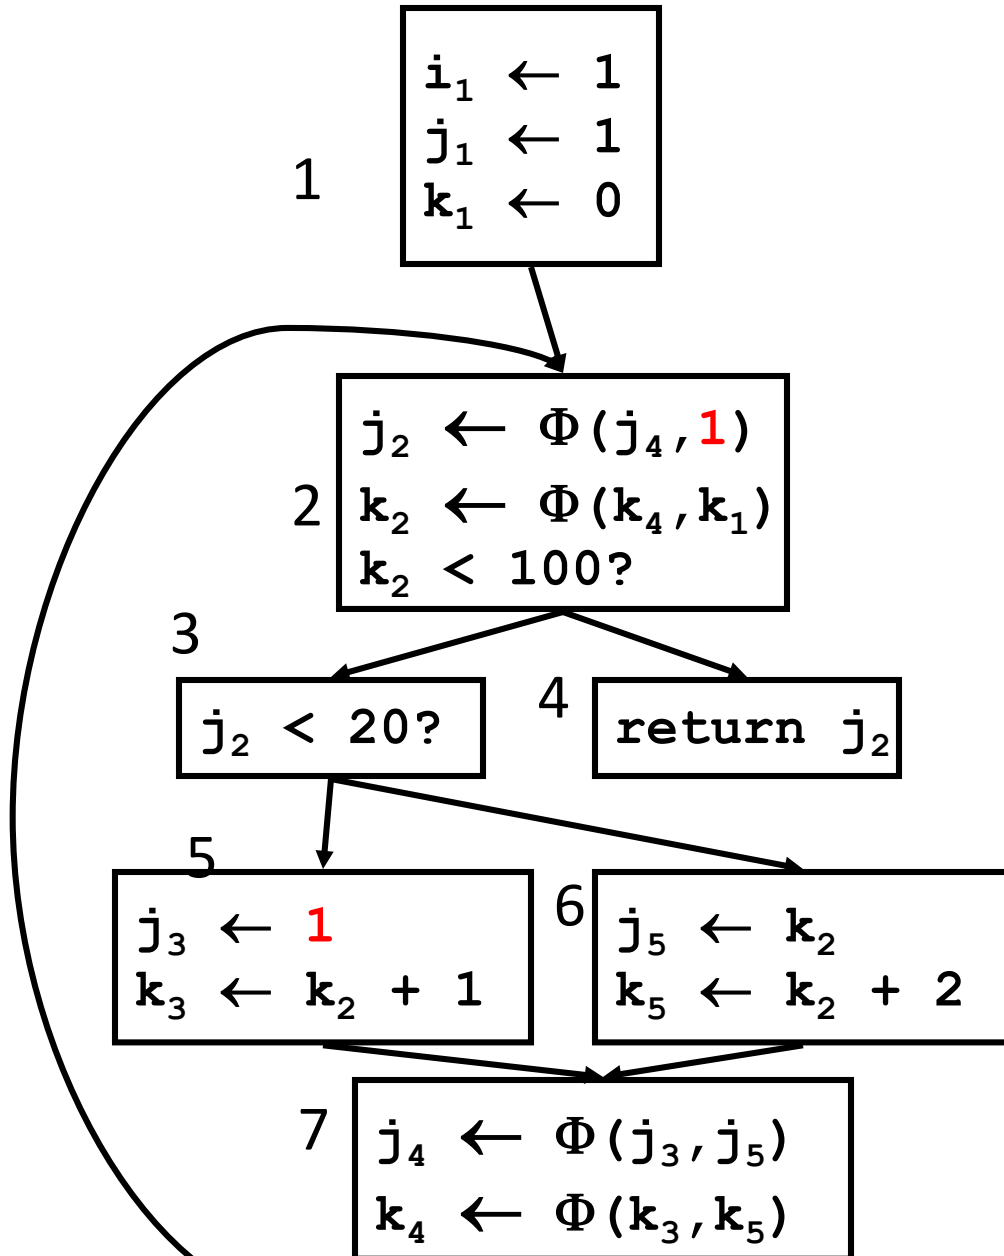 1
i₁ ← 1
j₁ ← 1
k₁ ← 0
2
j₂ ← Φ(j₄,1)
k₂ ← Φ(k₄,k₁)
k₂ < 100?
3
j₂ < 20?
4
return j₂
5
j₃ ← 1
k₃ ← k₂ + 1
6
j₅ ← k₂
k₅ ← k₂ + 2
7
j₄ ← Φ(j₃,j₅)
k₄ ← Φ(k₃,k₅)